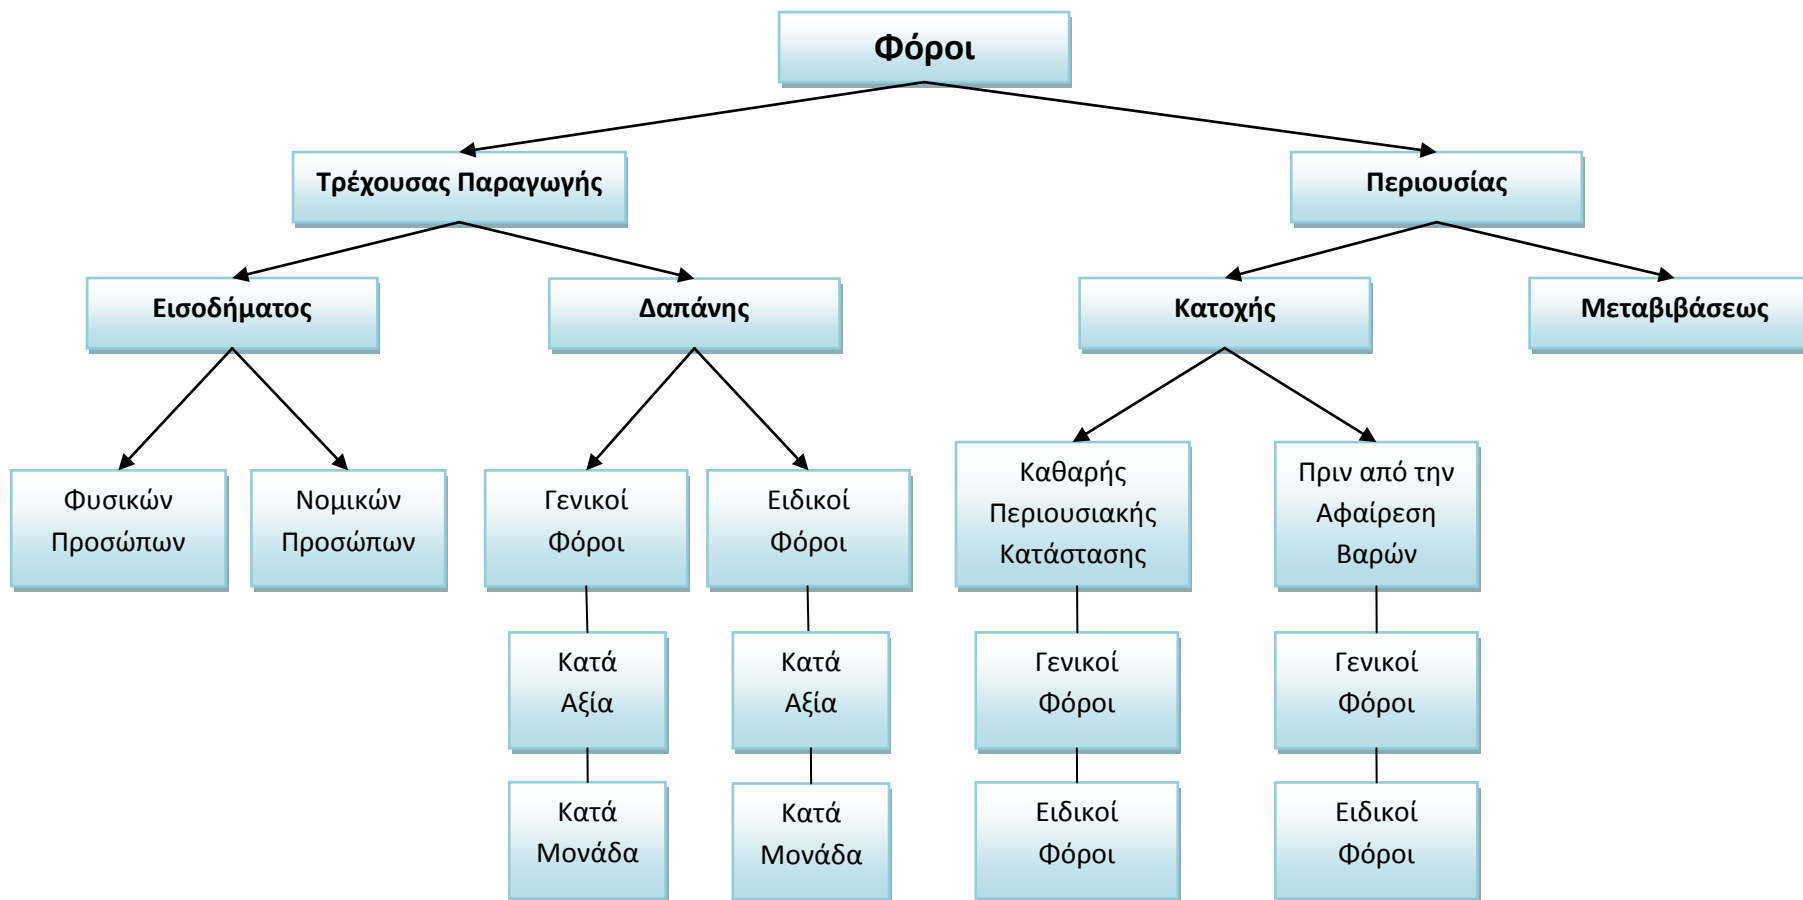 Φόροι
Τρέχουσας Παραγωγής
Περιουσίας
Εισοδήματος
Δαπάνης
Κατοχής
Μεταβιβάσεως
Φυσικών
Προσώπων
Νομικών
Προσώπων
Γενικοί
Φόροι
Ειδικοί
Φόροι
Καθαρής
Περιουσιακής
Κατάστασης
Πριν από την
Αφαίρεση
Βαρών
Κατά
Αξία
Κατά
Αξία
Γενικοί
Φόροι
Γενικοί
Φόροι
Κατά
Μονάδα
Κατά
Μονάδα
Ειδικοί
Φόροι
Ειδικοί
Φόροι